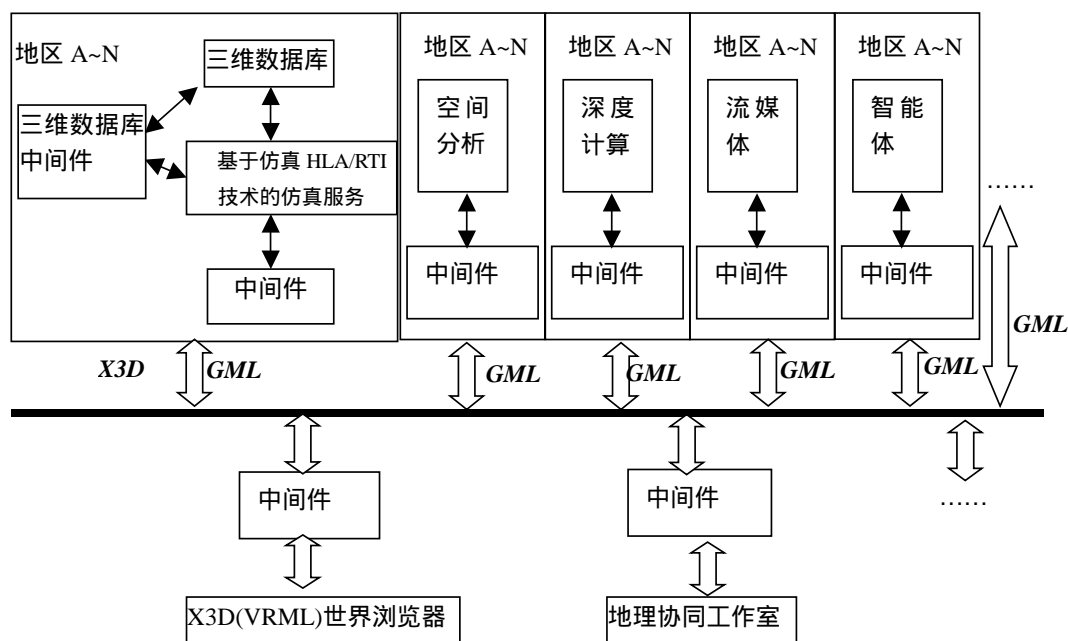 地区 A~N
三维数据库
三维数据库
中间件
基于仿真 HLA/RTI
技术的仿真服务
中间件
地区 A~N
空间
分析
中间件
地区 A~N
深度
计算
中间件
地区 A~N
流媒
体
中间件
地区 A~N
智能
体
中间件
……
X3D
GML
GML
GML
GML
GML
GML
中间件
中间件
……
X3D(VRML)世界浏览器
地理协同工作室